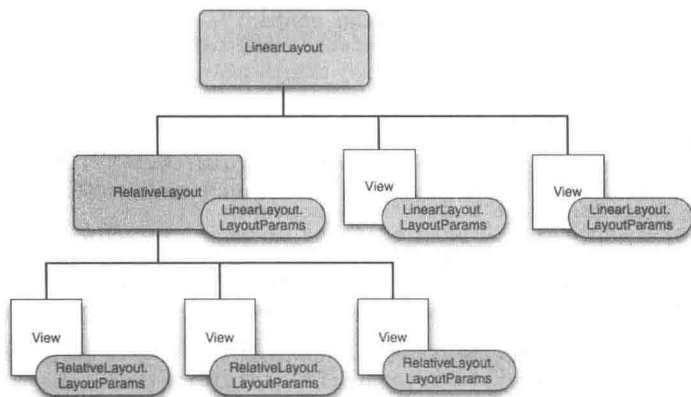 LinearLayout
RelativeLayout
LinearLayout.
LayoutParams
View
LinearLayout.
LayoutParams
View
LinearLayout.
LayoutParams
View
RelativeLayout.
LayoutParams
View
RelativeLayout.
LayoutParams
View
RelativeLayout.
LayoutParams